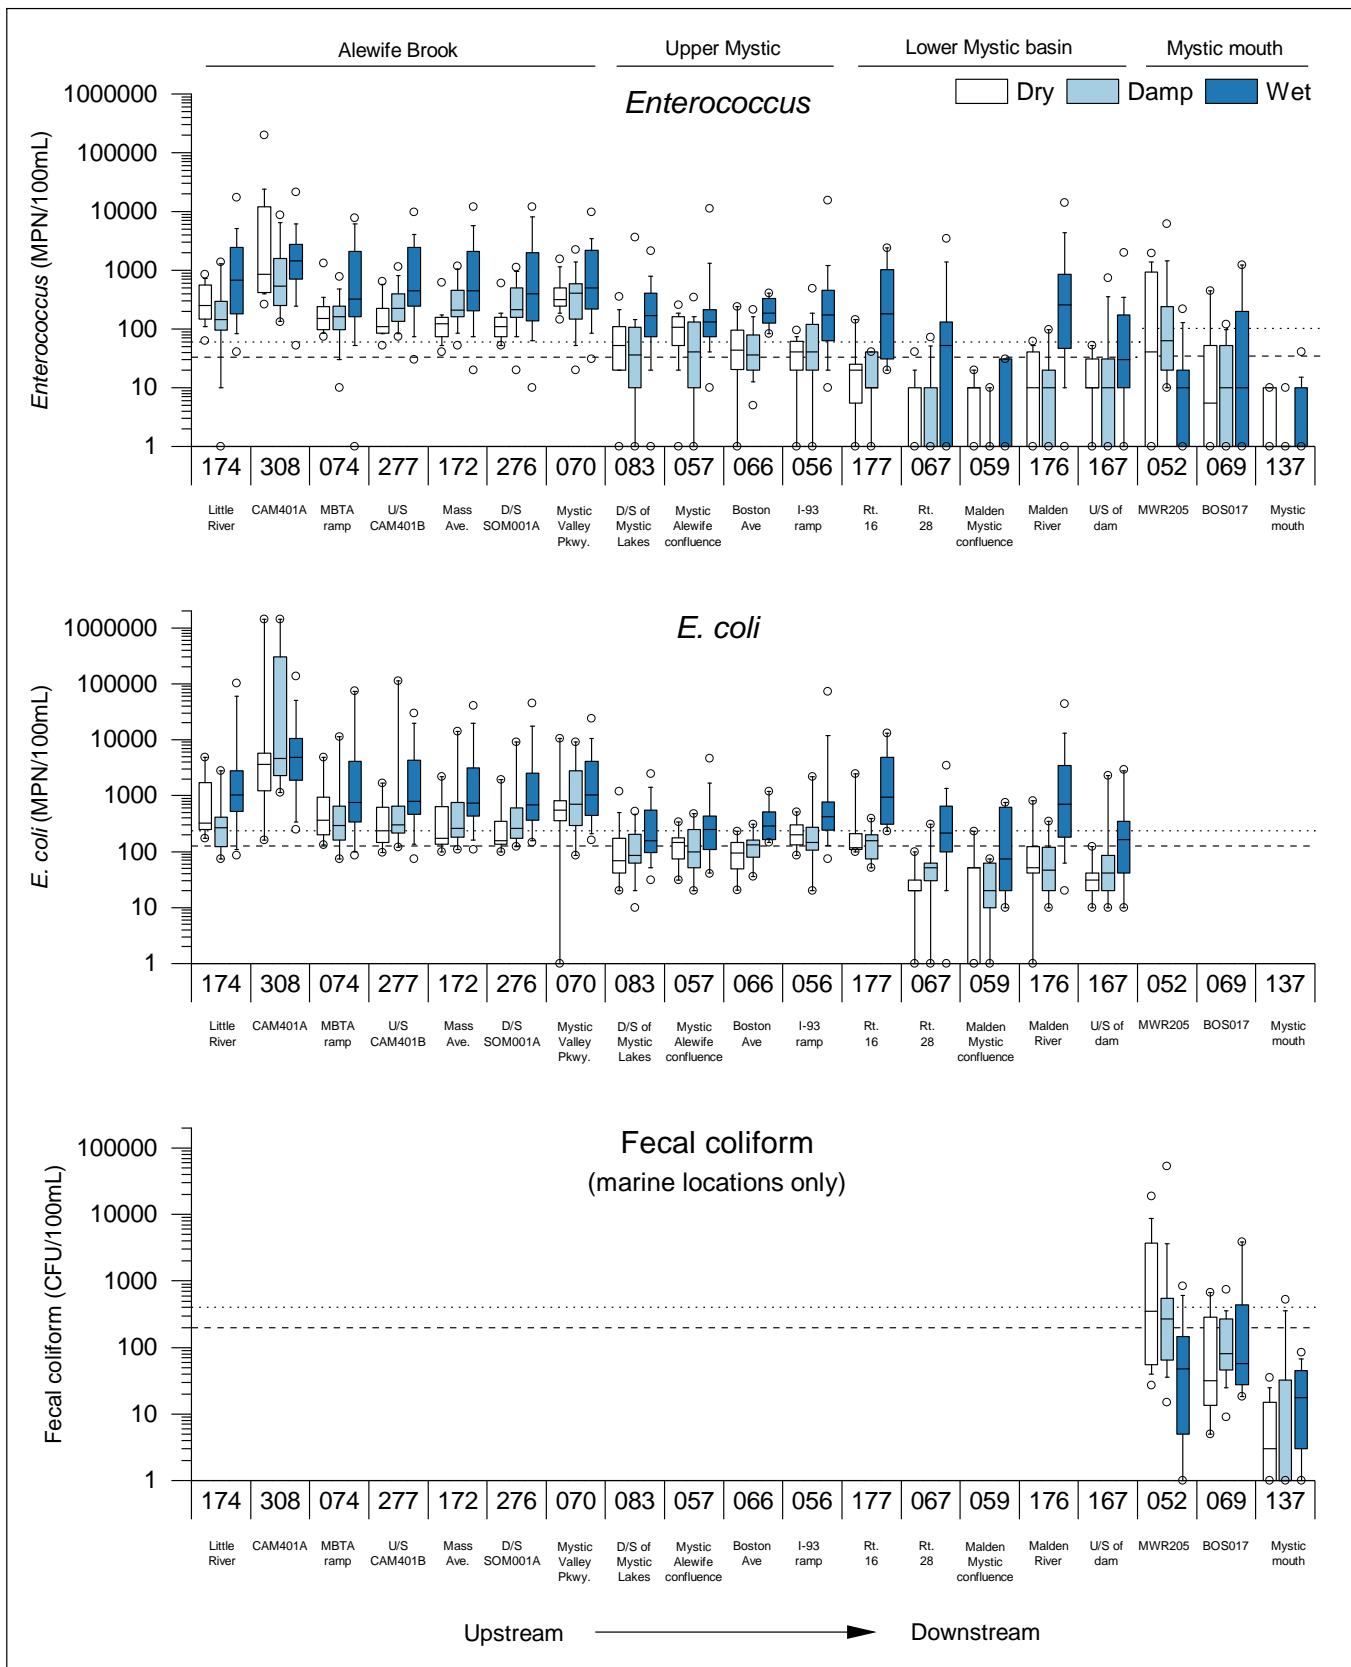 Alewife Brook Upper Mystic Lower Mystic basin Mystic mouth
Enterococcus
Dry Damp Wet
Enterococcus (MPN/100mL)
1000000
100000
10000
1000
100
10
1
174 308 074 277 172 276 070 083 057 066 056 177 067 059 176 167 052 069 137
Little River CAM401A MBTA ramp U/S CAM401B Mass Ave. D/S SOM001A Mystic Valley Pkwy. D/S of Mystic Lakes Mystic Alewife confluence Boston Ave I-93 ramp Rt. 16 Rt. 28 Malden Mystic confluence Malden River U/S of dam MWR205 BOS017 Mystic mouth
E. coli
E. coli (MPN/100mL)
1000000
100000
10000
1000
100
10
1
174 308 074 277 172 276 070 083 057 066 056 177 067 059 176 167 052 069 137
Little River CAM401A MBTA ramp U/S CAM401B Mass Ave. D/S SOM001A Mystic Valley Pkwy. D/S of Mystic Lakes Mystic Alewife confluence Boston Ave I-93 ramp Rt. 16 Rt. 28 Malden Mystic confluence Malden River U/S of dam MWR205 BOS017 Mystic mouth
Fecal coliform
(marine locations only)
Fecal coliform (CFU/100mL)
100000
10000
1000
100
10
1
174 308 074 277 172 276 070 083 057 066 056 177 067 059 176 167 052 069 137
Little River CAM401A MBTA ramp U/S CAM401B Mass Ave. D/S SOM001A Mystic Valley Pkwy. D/S of Mystic Lakes Mystic Alewife confluence Boston Ave I-93 ramp Rt. 16 Rt. 28 Malden Mystic confluence Malden River U/S of dam MWR205 BOS017 Mystic mouth
Upstream Downstream